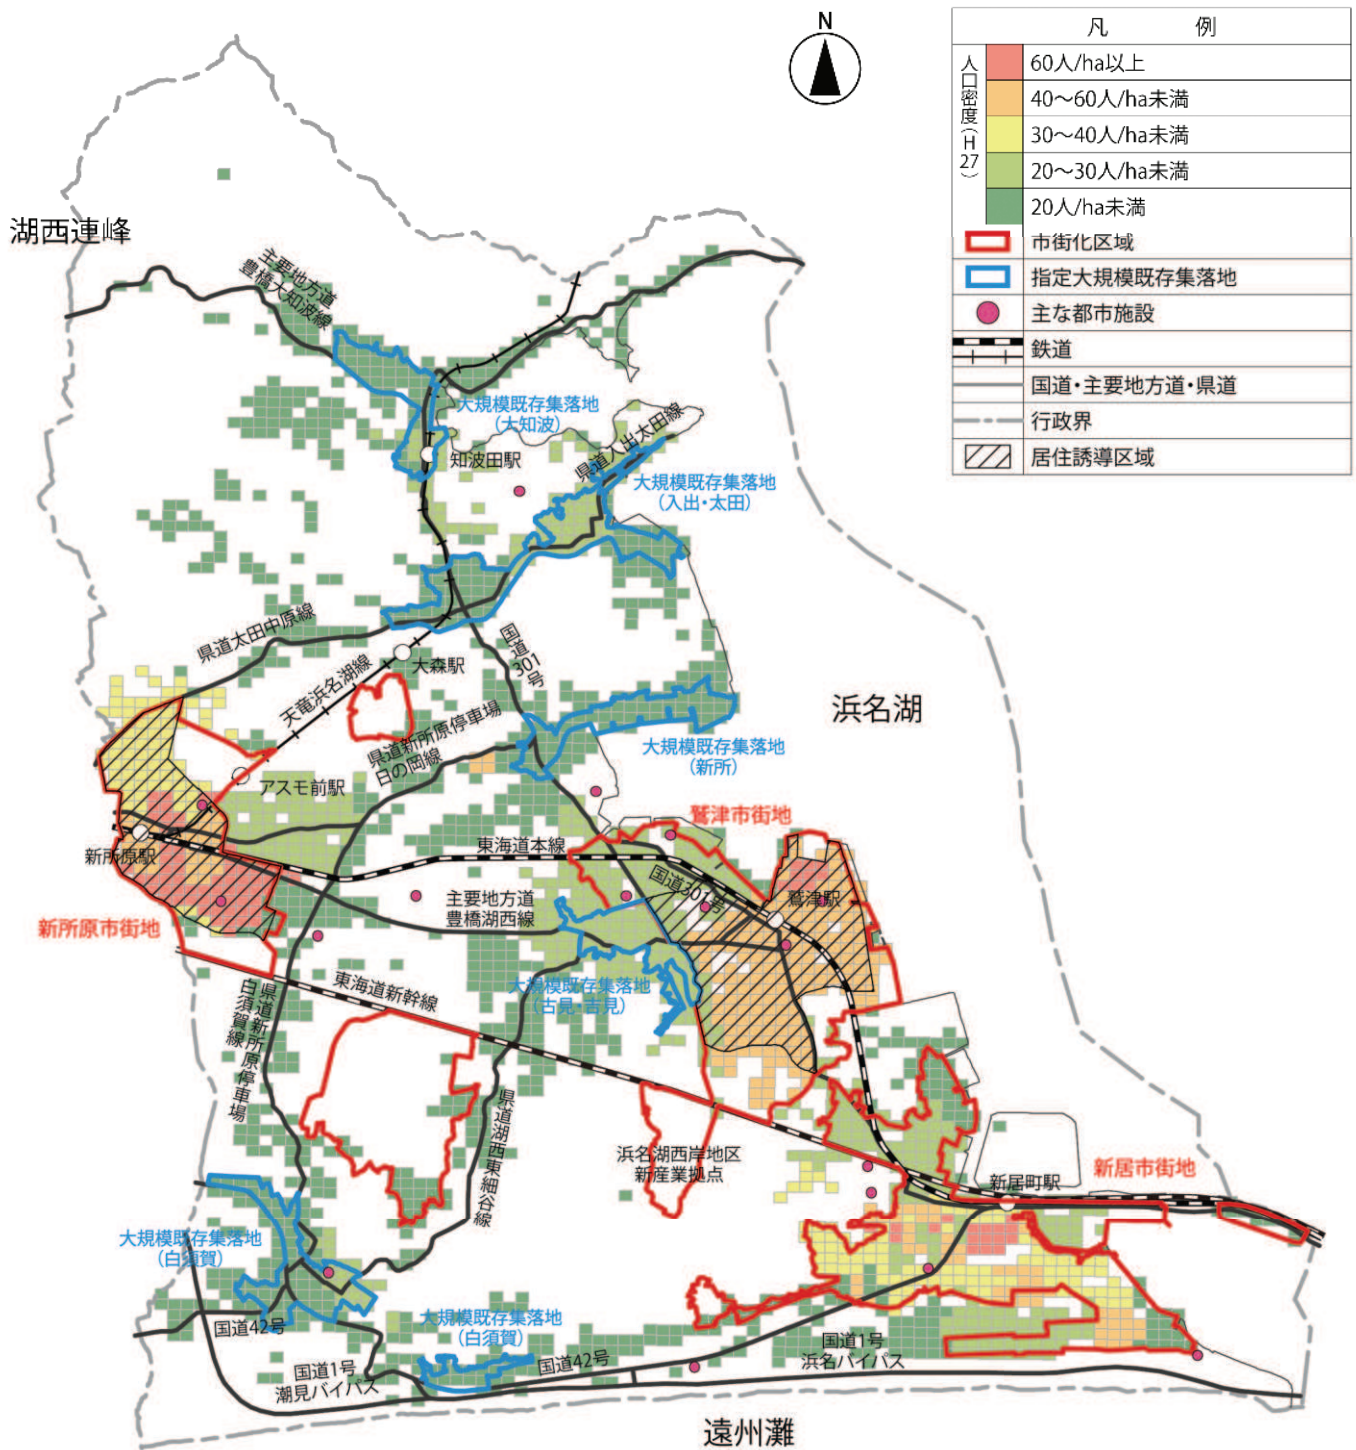 N
凡 例
人口密度(H27)
60人/ha以上
40～60人/ha未満
30～40人/ha未満
20～30人/ha未満
20人/ha未満
市街化区域
指定大規模既存集落地
主な都市施設
鉄道
国道・主要地方道・県道
行政界
居住誘導区域
湖西連峰
主要地方道
豊橋大知波線
大規模既存集落地
(大知波)
知波田駅
県道入出太田線
大規模既存集落地
(入出・太田)
県道太田中原線
国道301号
大森駅
天竜浜名湖線
浜名湖
県道新所原停車場
日の岡線
大規模既存集落地
(新所)
アスモ前駅
鷲津市街地
東海道本線
新所原駅
国道301号
鷲津駅
主要地方道
豊橋湖西線
新所原市街地
大規模既存集落地
(古見・吉見)
東海道新幹線
県道新所原停車場
白須賀線
県道湖西東細谷線
浜名湖西岸地区
新産業拠点
新居市街地
新居町駅
大規模既存集落地
(白須賀)
国道42号
大規模既存集落地
(白須賀)
国道1号
潮見バイパス
国道42号
国道1号
浜名バイパス
遠州灘